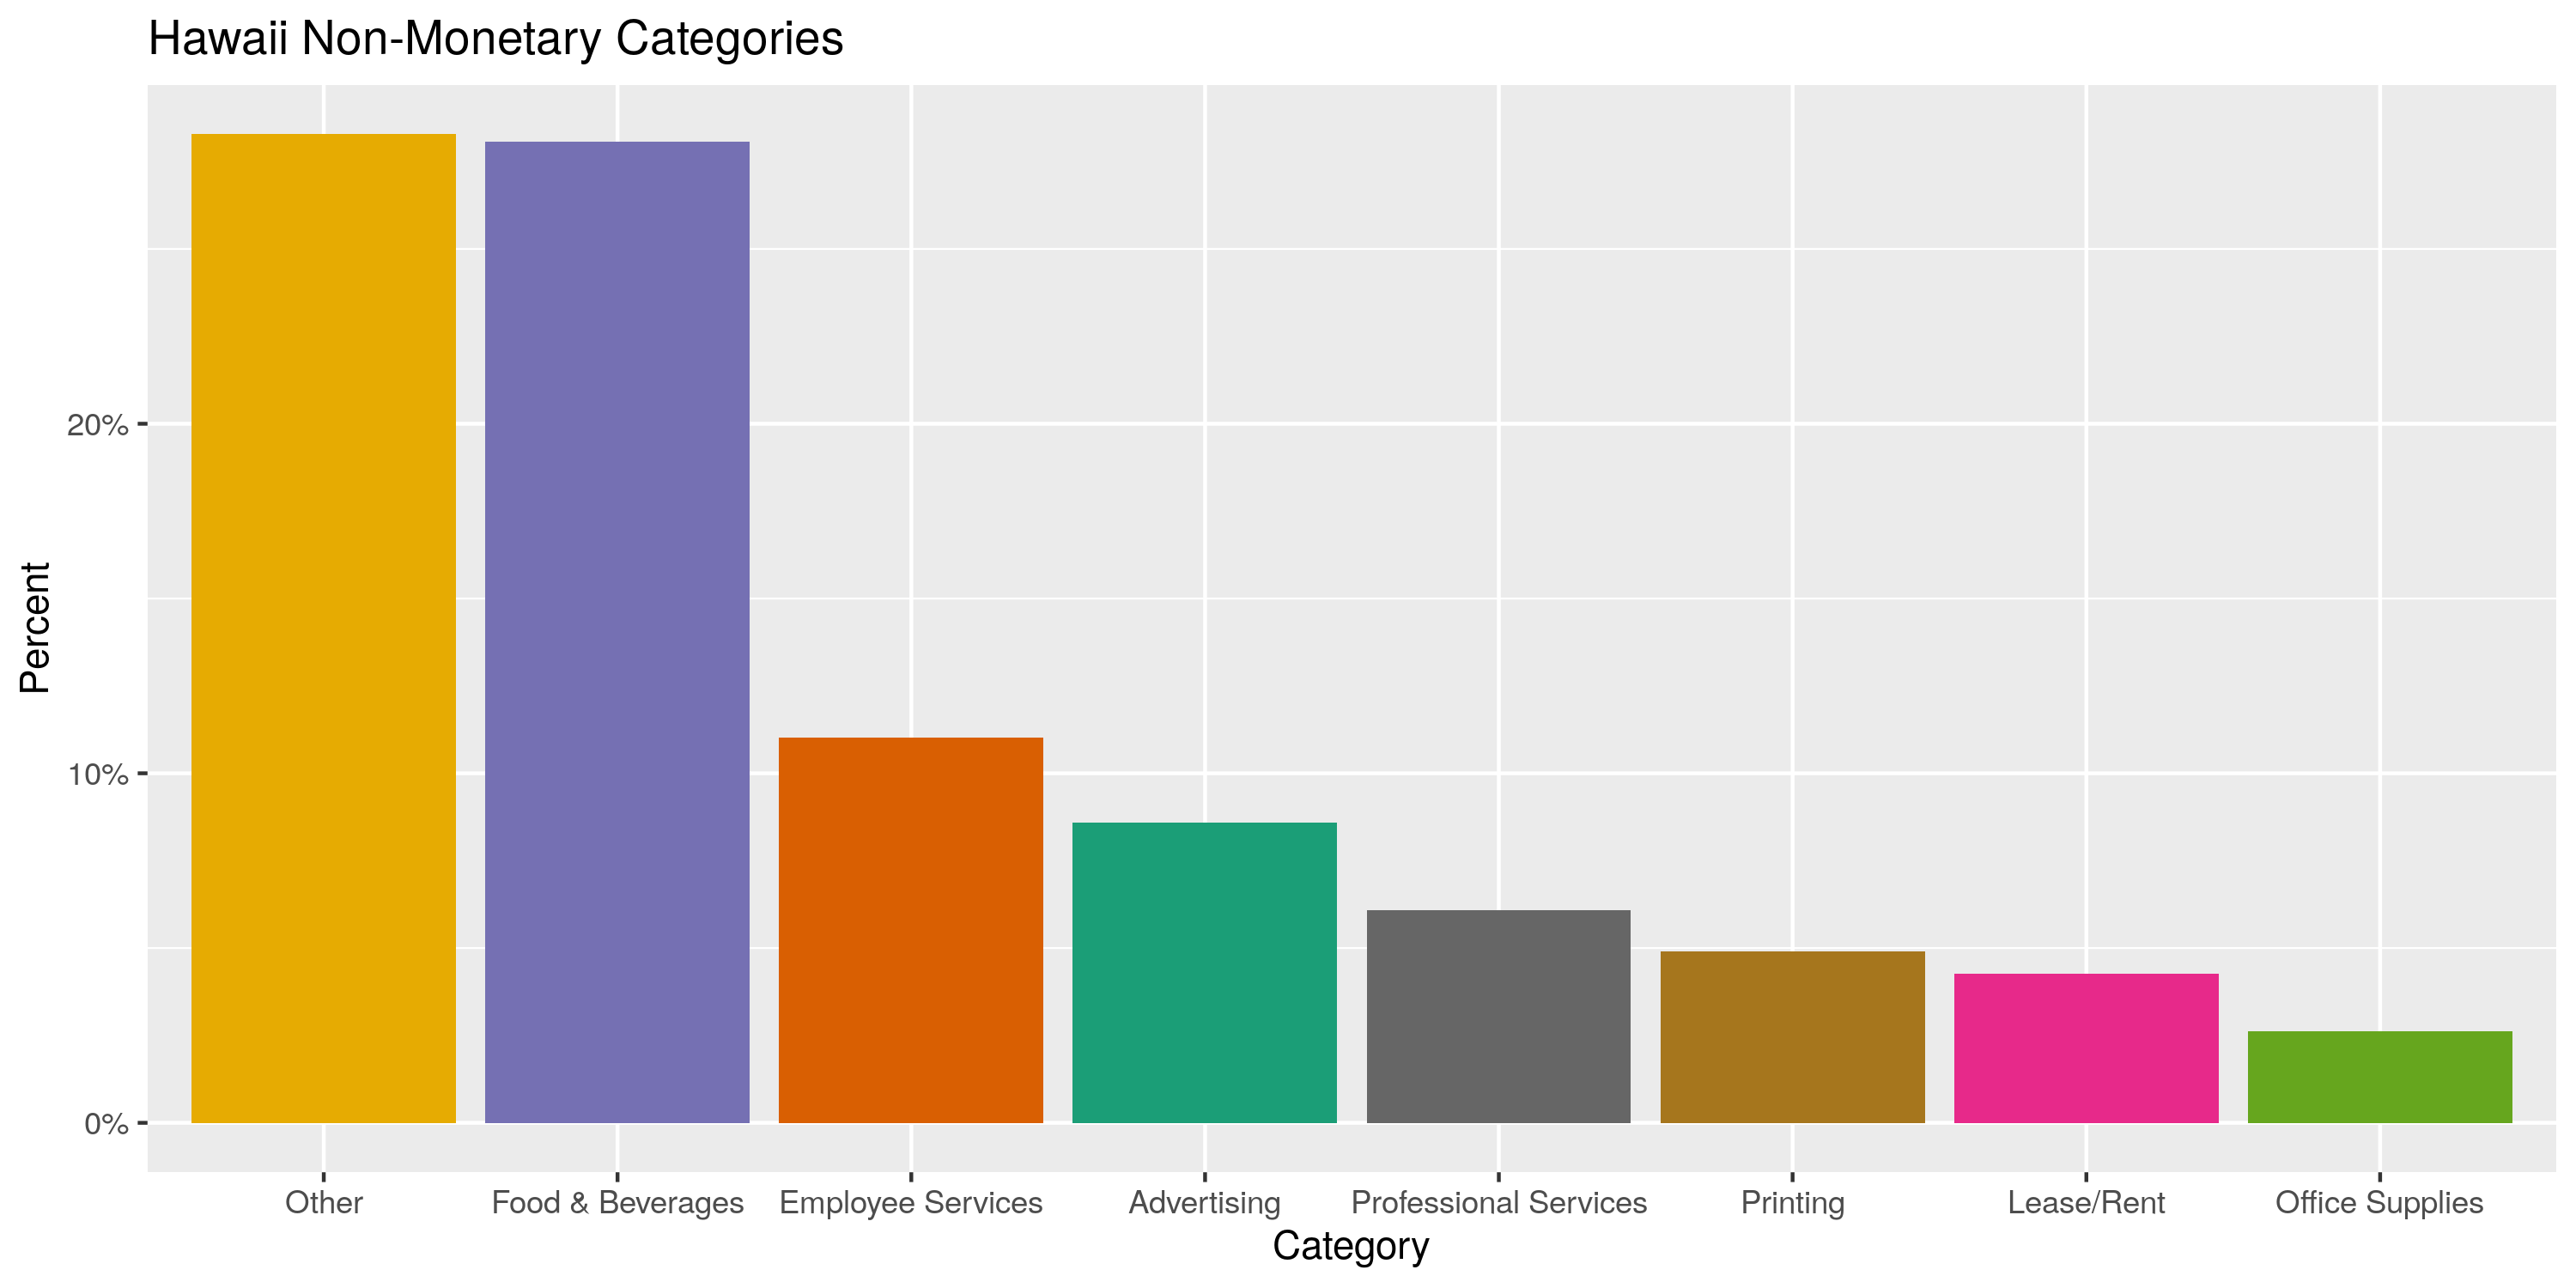 Hawaii Non-Monetary Categories
Percent
20%
10%
0%
Other
Food & Beverages
Employee Services
Advertising
Professional Services
Printing
Lease/Rent
Office Supplies
Category